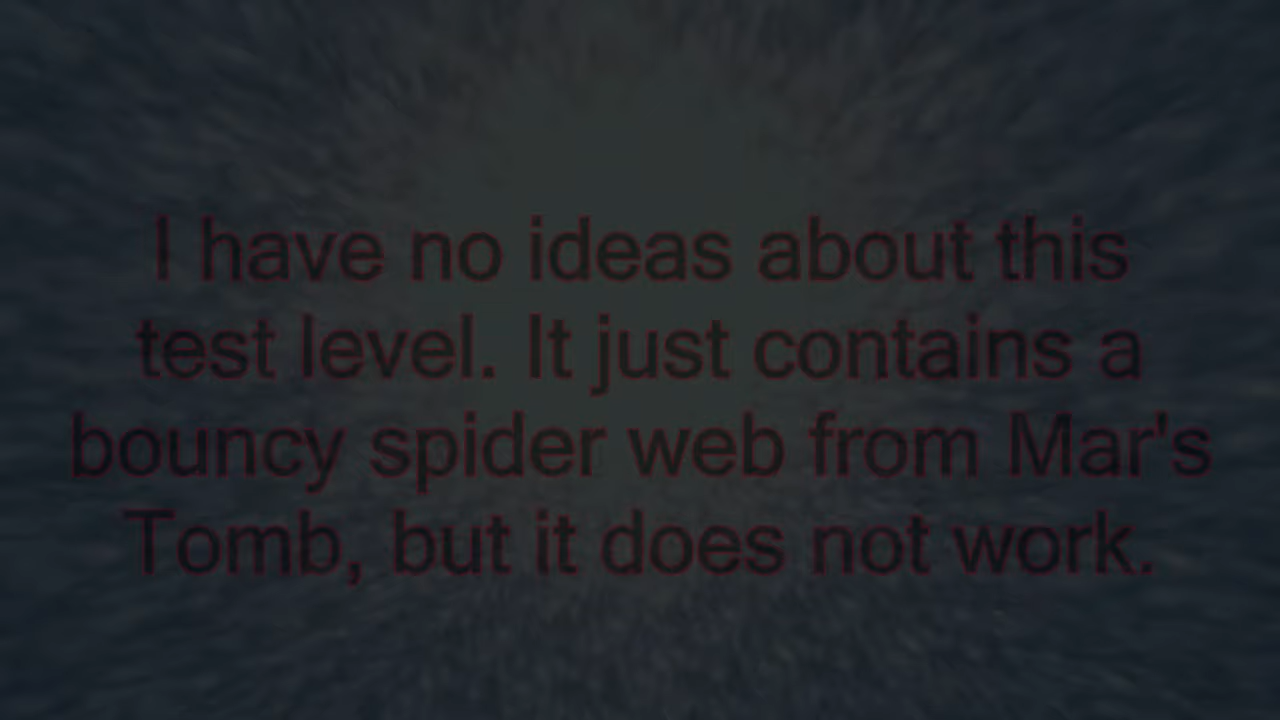 I have no ideas about this
test level. It just contains a
bouncy spider web from Mar's
Tomb, but it does not work.